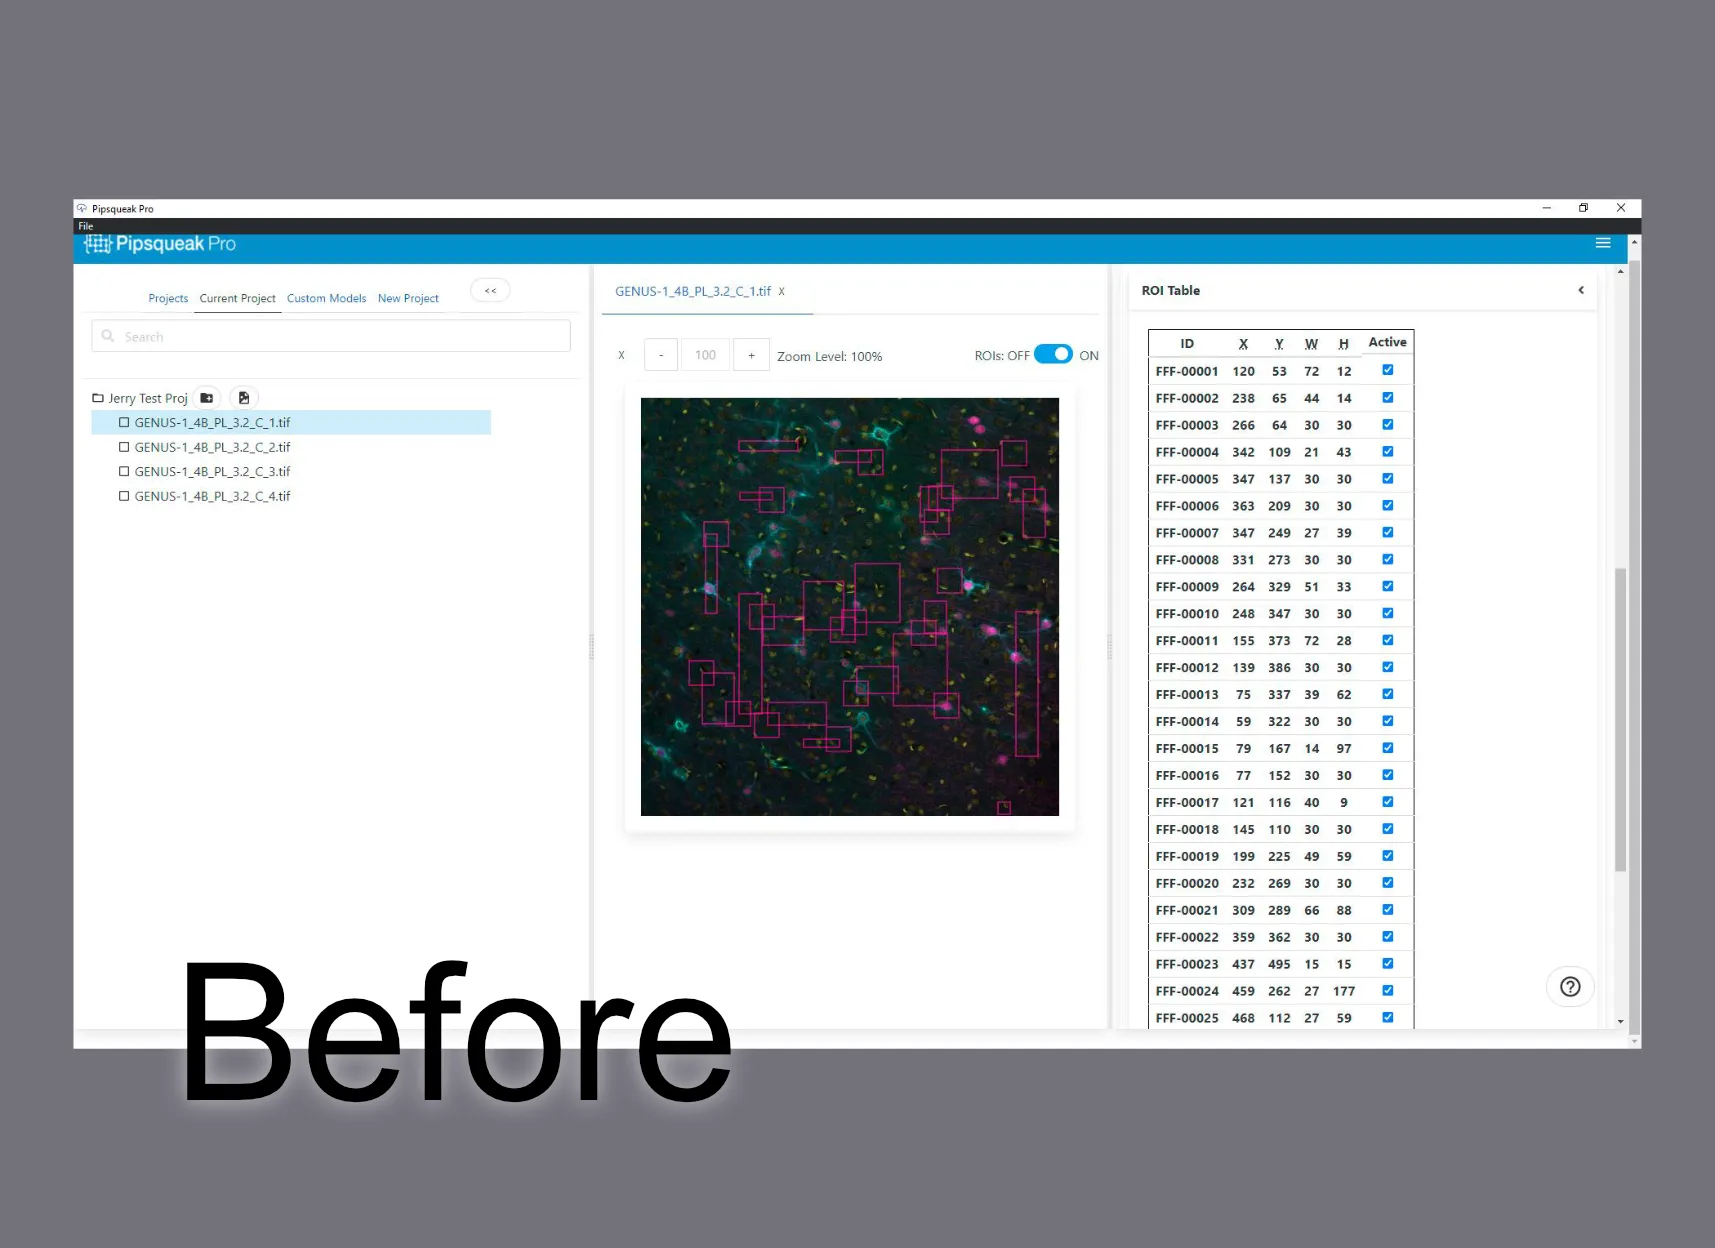 Pipsqueak Pro
File
Pipsqueak Pro
Projects Current Project Custom Models New Project <<
Search
Jerry Test Proj
GENUS-1_4B_PL_3.2_C_1.tif
GENUS-1_4B_PL_3.2_C_2.tif
GENUS-1_4B_PL_3.2_C_3.tif
GENUS-1_4B_PL_3.2_C_4.tif
GENUS-1_4B_PL_3.2_C_1.tif X
X - 100 + Zoom Level: 100% ROIs: OFF ON
ROI Table
ID X Y W H Active
FFF-00001 120 53 72 12
FFF-00002 238 65 44 14
FFF-00003 266 64 30 30
FFF-00004 342 109 21 43
FFF-00005 347 137 30 30
FFF-00006 363 209 30 30
FFF-00007 347 249 27 39
FFF-00008 331 273 30 30
FFF-00009 264 329 51 33
FFF-00010 248 347 30 30
FFF-00011 155 373 72 28
FFF-00012 139 386 30 30
FFF-00013 75 337 39 62
FFF-00014 59 322 30 30
FFF-00015 79 167 14 97
FFF-00016 77 152 30 30
FFF-00017 121 116 40 9
FFF-00018 145 110 30 30
FFF-00019 199 225 49 59
FFF-00020 232 269 30 30
FFF-00021 309 289 66 88
FFF-00022 359 362 30 30
FFF-00023 437 495 15 15
FFF-00024 459 262 27 177
FFF-00025 468 112 27 59
Before